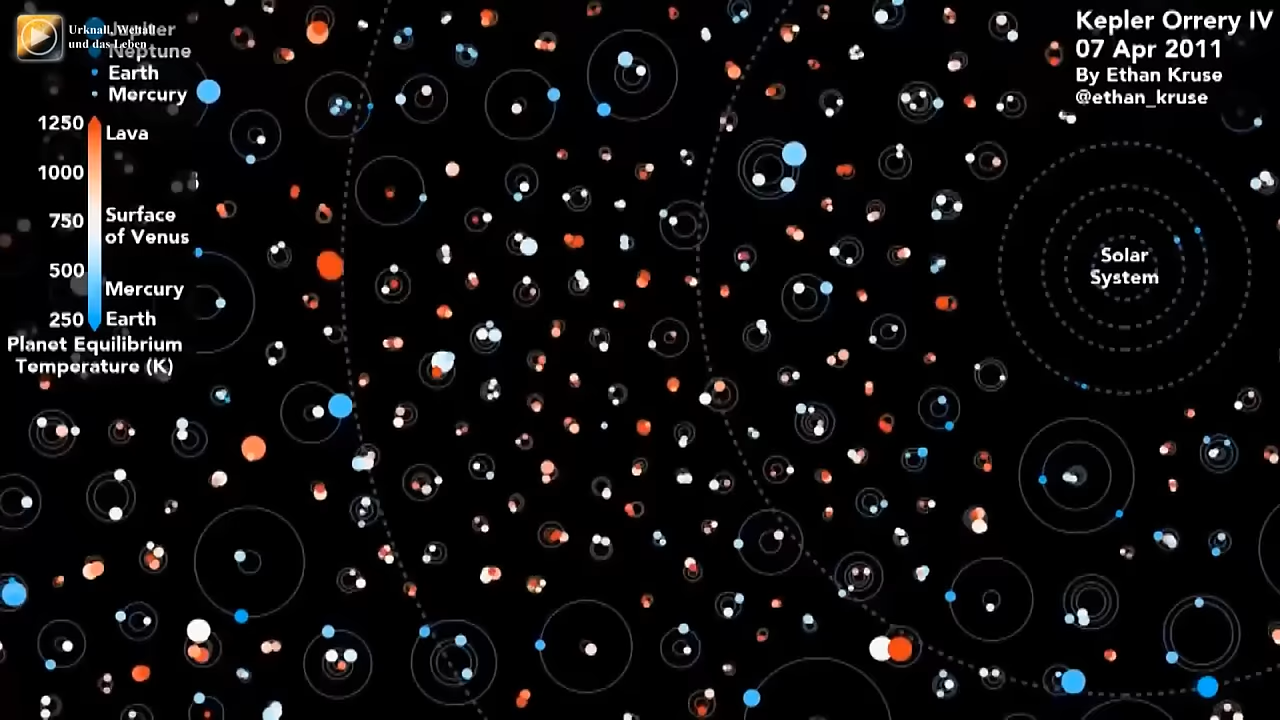 Urknall, Weltall
und das Leben
Jupiter
Neptune
Earth
Mercury
1250
Lava
1000
750
Surface
of Venus
500
Mercury
250
Earth
Planet Equilibrium
Temperature (K)
Kepler Orrery IV
07 Apr 2011
By Ethan Kruse
@ethan_kruse
Solar
System